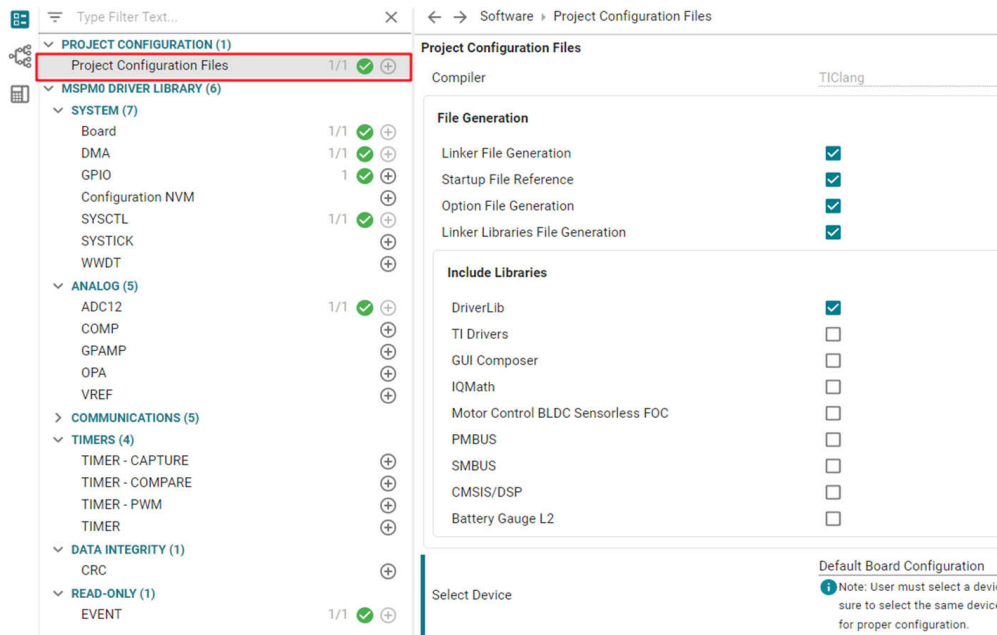 Type Filter Text...
PROJECT CONFIGURATION (1)
Project Configuration Files 1/1
MSPM0 DRIVER LIBRARY (6)
SYSTEM (7)
Board 1/1
DMA 1/1
GPIO 1
Configuration NVM
SYSCTL 1/1
SYSTICK
WWDT
ANALOG (5)
ADC12 1/1
COMP
GPAMP
OPA
VREF
COMMUNICATIONS (5)
TIMERS (4)
TIMER - CAPTURE
TIMER - COMPARE
TIMER - PWM
TIMER
DATA INTEGRITY (1)
CRC
READ-ONLY (1)
EVENT 1/1
Software Project Configuration Files
Project Configuration Files
Compiler TIClang
File Generation
Linker File Generation
Startup File Reference
Option File Generation
Linker Libraries File Generation
Include Libraries
DriverLib
TI Drivers
GUI Composer
IQMath
Motor Control BLDC Sensorless FOC
PMBUS
SMBUS
CMSIS/DSP
Battery Gauge L2
Default Board Configuration
Select Device
Note: User must select a devic
sure to select the same device
for proper configuration.